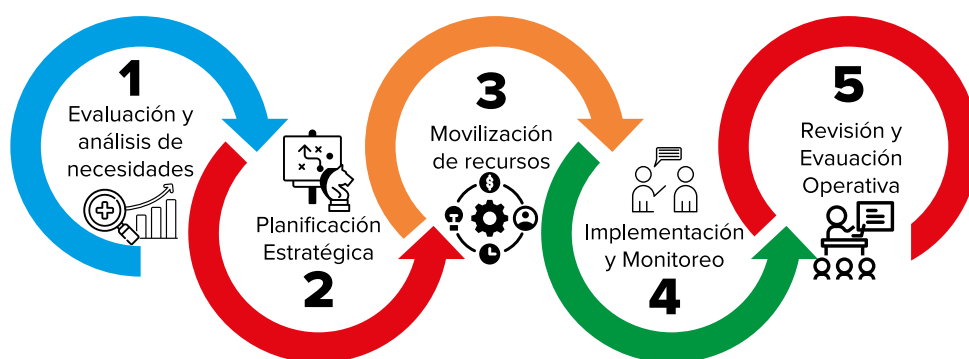 1
Evaluación y
análisis de
necesidades
Planificación
Estratégica
2
3
Movilización
de recursos
Implementación
y Monitoreo
4
5
Revisión y
Evauación
Operativa